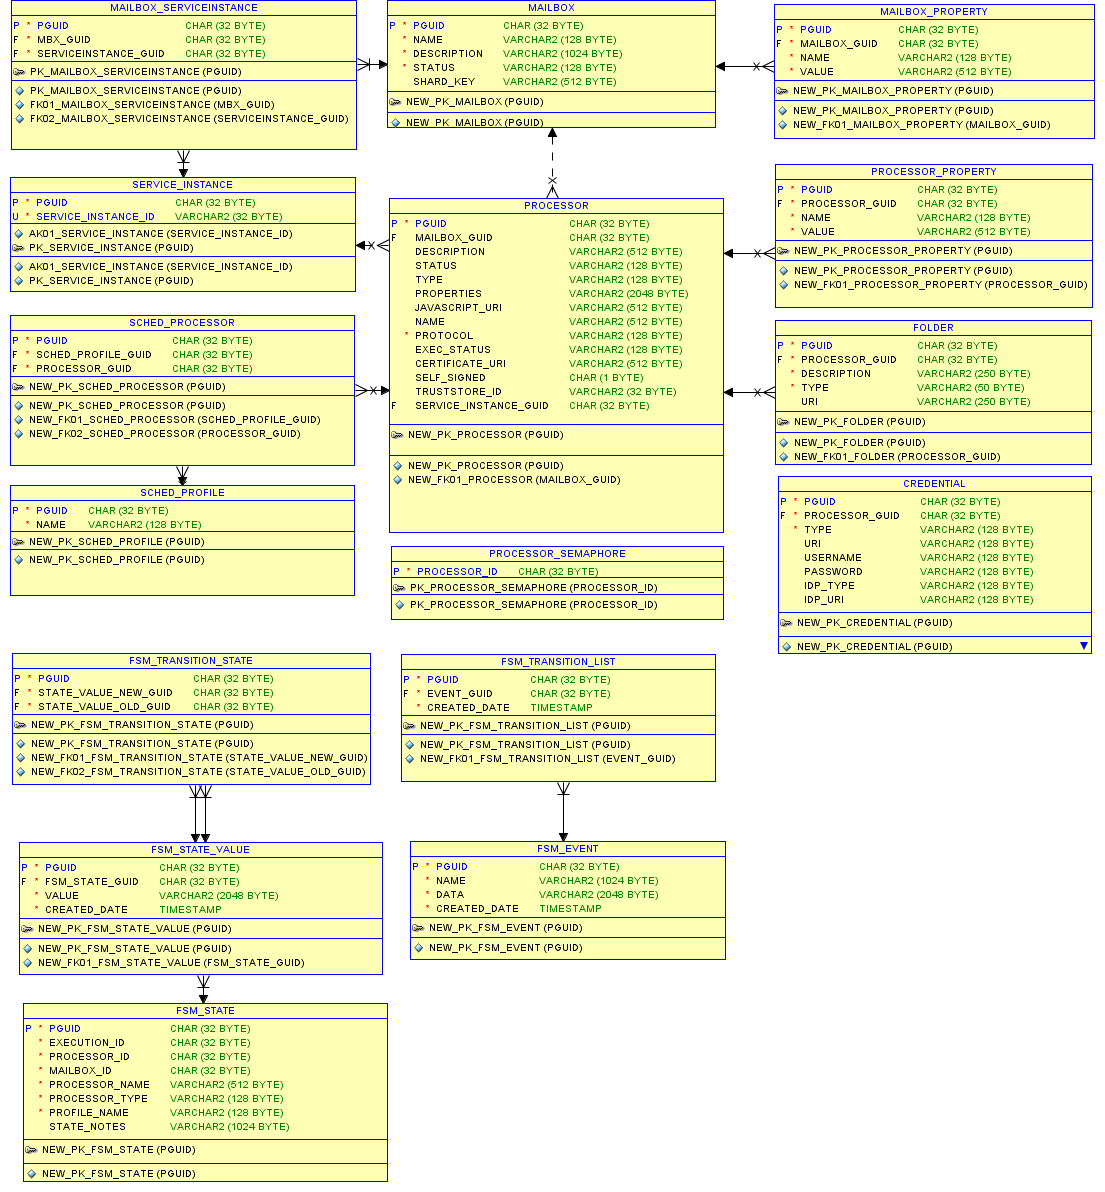 MAILBOX_SERVICEINSTANCE
P * PGUID CHAR (32 BYTE)
F * MBX_GUID CHAR (32 BYTE)
F * SERVICEINSTANCE_GUID CHAR (32 BYTE)
PK_MAILBOX_SERVICEINSTANCE (PGUID)
PK_MAILBOX_SERVICEINSTANCE (PGUID)
FK01_MAILBOX_SERVICEINSTANCE (MBX_GUID)
FK02_MAILBOX_SERVICEINSTANCE (SERVICEINSTANCE_GUID)
MAILBOX
P * PGUID CHAR (32 BYTE)
* NAME VARCHAR2 (128 BYTE)
* DESCRIPTION VARCHAR2 (1024 BYTE)
* STATUS VARCHAR2 (128 BYTE)
SHARD_KEY VARCHAR2 (512 BYTE)
NEW_PK_MAILBOX (PGUID)
NEW_PK_MAILBOX (PGUID)
MAILBOX_PROPERTY
P * PGUID CHAR (32 BYTE)
F * MAILBOX_GUID CHAR (32 BYTE)
* NAME VARCHAR2 (128 BYTE)
* VALUE VARCHAR2 (512 BYTE)
NEW_PK_MAILBOX_PROPERTY (PGUID)
NEW_PK_MAILBOX_PROPERTY (PGUID)
NEW_FK01_MAILBOX_PROPERTY (MAILBOX_GUID)
SERVICE_INSTANCE
P * PGUID CHAR (32 BYTE)
U * SERVICE_INSTANCE_ID VARCHAR2 (32 BYTE)
AK01_SERVICE_INSTANCE (SERVICE_INSTANCE_ID)
PK_SERVICE_INSTANCE (PGUID)
AK01_SERVICE_INSTANCE (SERVICE_INSTANCE_ID)
PK_SERVICE_INSTANCE (PGUID)
PROCESSOR
P * PGUID CHAR (32 BYTE)
F MAILBOX_GUID CHAR (32 BYTE)
DESCRIPTION VARCHAR2 (512 BYTE)
STATUS VARCHAR2 (128 BYTE)
TYPE VARCHAR2 (128 BYTE)
PROPERTIES VARCHAR2 (2048 BYTE)
JAVASCRIPT_URI VARCHAR2 (512 BYTE)
NAME VARCHAR2 (512 BYTE)
* PROTOCOL VARCHAR2 (128 BYTE)
EXEC_STATUS VARCHAR2 (128 BYTE)
CERTIFICATE_URI VARCHAR2 (512 BYTE)
SELF_SIGNED CHAR (1 BYTE)
TRUSTSTORE_ID VARCHAR2 (32 BYTE)
F SERVICE_INSTANCE_GUID CHAR (32 BYTE)
NEW_PK_PROCESSOR (PGUID)
NEW_PK_PROCESSOR (PGUID)
NEW_FK01_PROCESSOR (MAILBOX_GUID)
PROCESSOR_PROPERTY
P * PGUID CHAR (32 BYTE)
F * PROCESSOR_GUID CHAR (32 BYTE)
* NAME VARCHAR2 (128 BYTE)
* VALUE VARCHAR2 (512 BYTE)
NEW_PK_PROCESSOR_PROPERTY (PGUID)
NEW_PK_PROCESSOR_PROPERTY (PGUID)
NEW_FK01_PROCESSOR_PROPERTY (PROCESSOR_GUID)
SCHED_PROCESSOR
P * PGUID CHAR (32 BYTE)
F * SCHED_PROFILE_GUID CHAR (32 BYTE)
F * PROCESSOR_GUID CHAR (32 BYTE)
NEW_PK_SCHED_PROCESSOR (PGUID)
NEW_PK_SCHED_PROCESSOR (PGUID)
NEW_FK01_SCHED_PROCESSOR (SCHED_PROFILE_GUID)
NEW_FK02_SCHED_PROCESSOR (PROCESSOR_GUID)
FOLDER
P * PGUID CHAR (32 BYTE)
F * PROCESSOR_GUID CHAR (32 BYTE)
* DESCRIPTION VARCHAR2 (250 BYTE)
* TYPE VARCHAR2 (50 BYTE)
URI VARCHAR2 (250 BYTE)
NEW_PK_FOLDER (PGUID)
NEW_PK_FOLDER (PGUID)
NEW_FK01_FOLDER (PROCESSOR_GUID)
SCHED_PROFILE
P * PGUID CHAR (32 BYTE)
* NAME VARCHAR2 (128 BYTE)
NEW_PK_SCHED_PROFILE (PGUID)
NEW_PK_SCHED_PROFILE (PGUID)
PROCESSOR_SEMAPHORE
P * PROCESSOR_ID CHAR (32 BYTE)
PK_PROCESSOR_SEMAPHORE (PROCESSOR_ID)
PK_PROCESSOR_SEMAPHORE (PROCESSOR_ID)
CREDENTIAL
P * PGUID CHAR (32 BYTE)
F * PROCESSOR_GUID CHAR (32 BYTE)
* TYPE VARCHAR2 (128 BYTE)
URI VARCHAR2 (128 BYTE)
USERNAME VARCHAR2 (128 BYTE)
PASSWORD VARCHAR2 (128 BYTE)
IDP_TYPE VARCHAR2 (128 BYTE)
IDP_URI VARCHAR2 (128 BYTE)
NEW_PK_CREDENTIAL (PGUID)
NEW_PK_CREDENTIAL (PGUID)
FSM_TRANSITION_STATE
P * PGUID CHAR (32 BYTE)
F * STATE_VALUE_NEW_GUID CHAR (32 BYTE)
F * STATE_VALUE_OLD_GUID CHAR (32 BYTE)
NEW_PK_FSM_TRANSITION_STATE (PGUID)
NEW_PK_FSM_TRANSITION_STATE (PGUID)
NEW_FK01_FSM_TRANSITION_STATE (STATE_VALUE_NEW_GUID)
NEW_FK02_FSM_TRANSITION_STATE (STATE_VALUE_OLD_GUID)
FSM_TRANSITION_LIST
P * PGUID CHAR (32 BYTE)
F * EVENT_GUID CHAR (32 BYTE)
* CREATED_DATE TIMESTAMP
NEW_PK_FSM_TRANSITION_LIST (PGUID)
NEW_PK_FSM_TRANSITION_LIST (PGUID)
NEW_FK01_FSM_TRANSITION_LIST (EVENT_GUID)
FSM_STATE_VALUE
P * PGUID CHAR (32 BYTE)
F * FSM_STATE_GUID CHAR (32 BYTE)
* VALUE VARCHAR2 (2048 BYTE)
* CREATED_DATE TIMESTAMP
NEW_PK_FSM_STATE_VALUE (PGUID)
NEW_PK_FSM_STATE_VALUE (PGUID)
NEW_FK01_FSM_STATE_VALUE (FSM_STATE_GUID)
FSM_EVENT
P * PGUID CHAR (32 BYTE)
* NAME VARCHAR2 (1024 BYTE)
* DATA VARCHAR2 (2048 BYTE)
* CREATED_DATE TIMESTAMP
NEW_PK_FSM_EVENT (PGUID)
NEW_PK_FSM_EVENT (PGUID)
FSM_STATE
P * PGUID CHAR (32 BYTE)
* EXECUTION_ID CHAR (32 BYTE)
* PROCESSOR_ID CHAR (32 BYTE)
* MAILBOX_ID CHAR (32 BYTE)
* PROCESSOR_NAME VARCHAR2 (512 BYTE)
* PROCESSOR_TYPE VARCHAR2 (128 BYTE)
* PROFILE_NAME VARCHAR2 (128 BYTE)
STATE_NOTES VARCHAR2 (1024 BYTE)
NEW_PK_FSM_STATE (PGUID)
NEW_PK_FSM_STATE (PGUID)